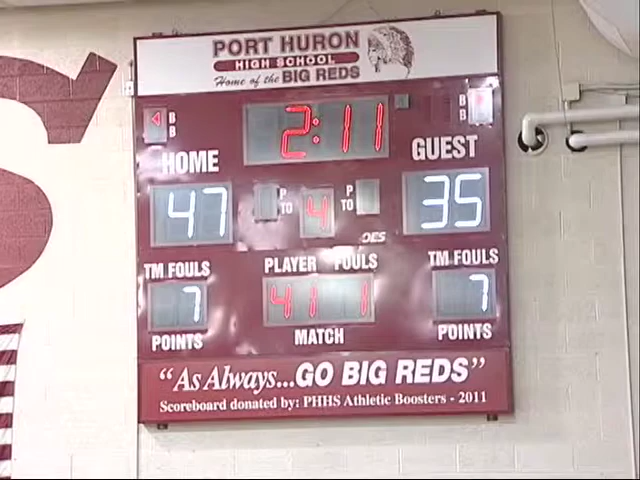 PORT HURON
HIGH SCHOOL
Home of the BIG REDS
B B 2:11 B B
HOME GUEST
47 P TO 4 P TO 35
OES
TM FOULS PLAYER FOULS TM FOULS
7 41 1 7
POINTS MATCH POINTS
"As Always...GO BIG REDS"
Scoreboard donated by: PHHS Athletic Boosters - 2011